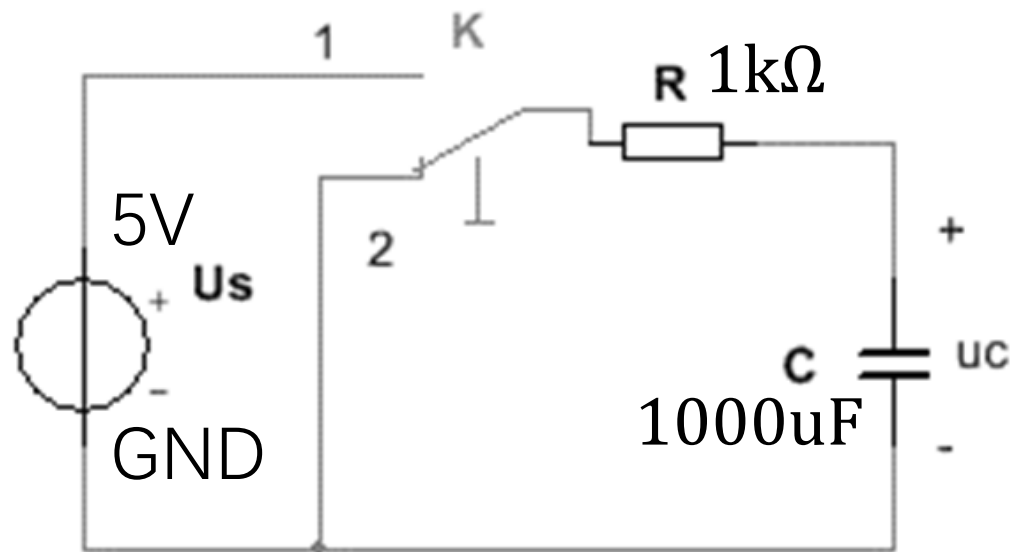 1
K
R 1kΩ
5V
Us
+
-
GND
2
+
C
1000uF
uc
-